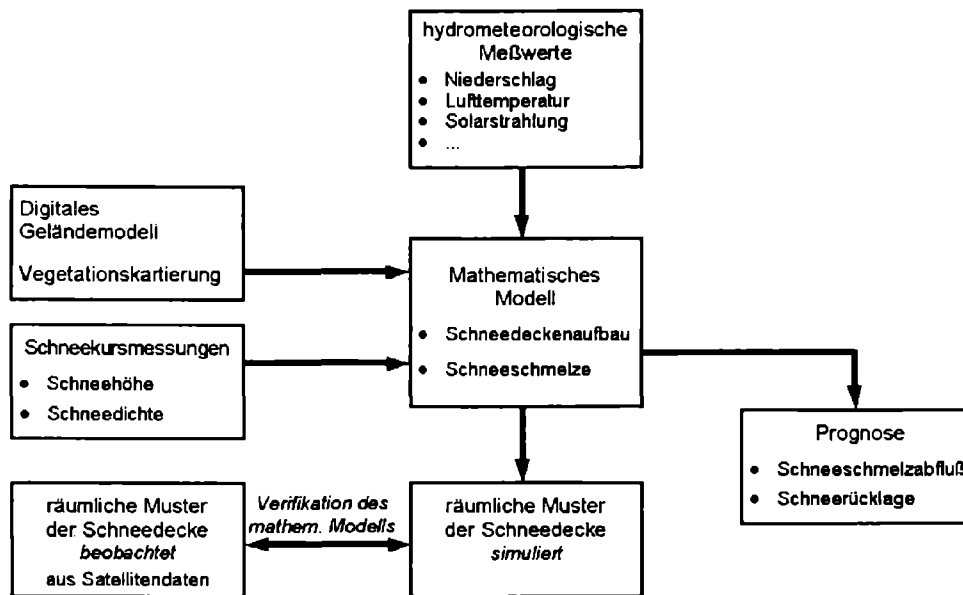 hydrometeorologische
Meßwerte
• Niederschlag
• Lufttemperatur
• Solarstrahlung
• ...
Digitales
Geländemodell
Vegetationskartierung
Mathematisches
Modell
• Schneedeckenaufbau
• Schneeschmelze
Schneekursmessungen
• Schneehöhe
• Schneedichte
Prognose
• Schneeschmelzabfluß
• Schneerücklage
räumliche Muster
der Schneedecke
beobachtet
aus Satellitendaten
Verifikation des
mathem. Modells
räumliche Muster
der Schneedecke
simuliert